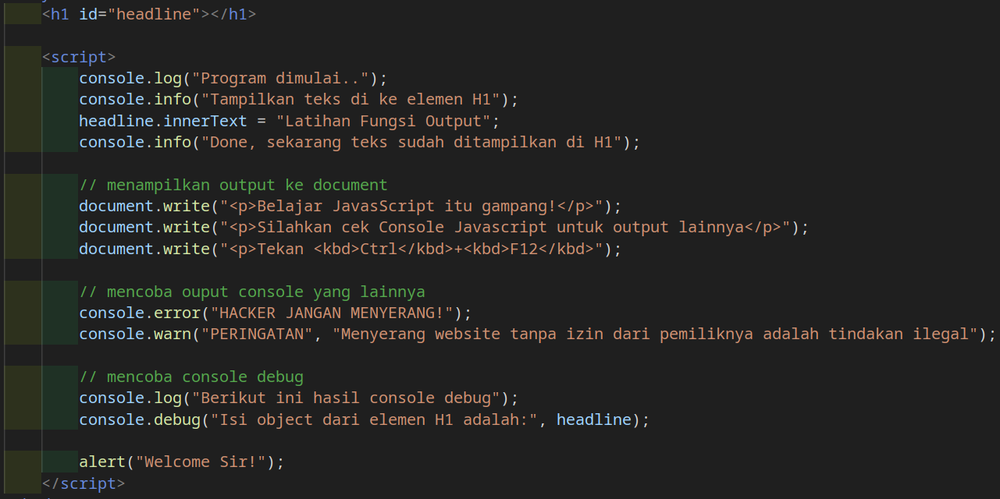 <h1 id="headline"></h1>
<script>
console.log("Program dimulai..");
console.info("Tampilkan teks di ke elemen H1");
headline.innerText = "Latihan Fungsi Output";
console.info("Done, sekarang teks sudah ditampilkan di H1");
// menampilkan output ke document
document.write("<p>Belajar JavasScript itu gampang!</p>");
document.write("<p>Silahkan cek Console Javascript untuk output lainnya</p>");
document.write("<p>Tekan <kbd>Ctrl</kbd>+<kbd>F12</kbd>");
// mencoba ouput console yang lainnya
console.error("HACKER JANGAN MENYERANG!");
console.warn("PERINGATAN", "Menyerang website tanpa izin dari pemiliknya adalah tindakan ilegal");
// mencoba console debug
console.log("Berikut ini hasil console debug");
console.debug("Isi object dari elemen H1 adalah:", headline);
alert("Welcome Sir!");
</script>